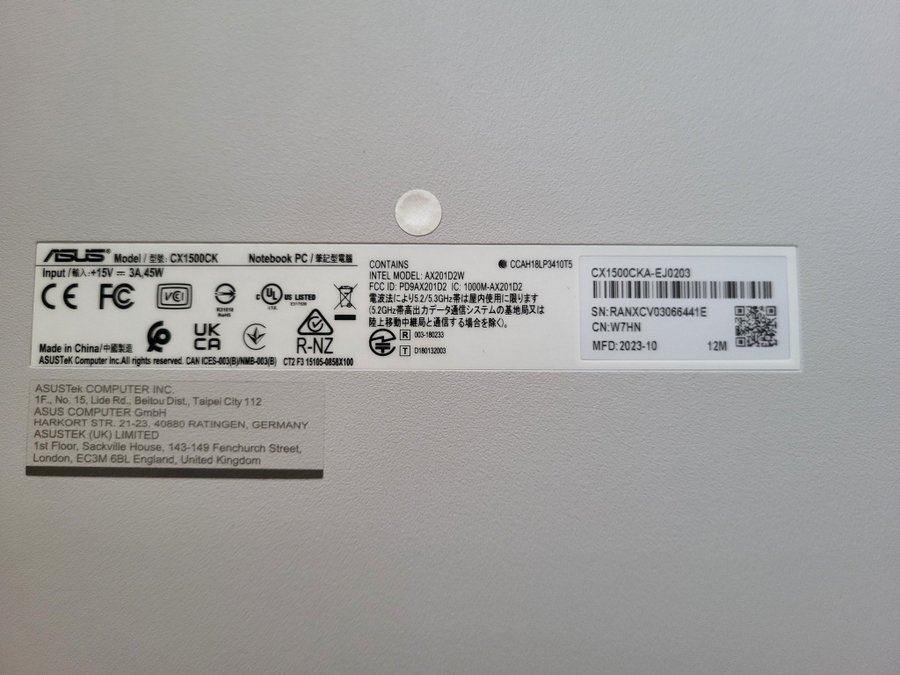 ASUS® Model / 型號: CX1500CK Notebook PC / 筆記型電腦
Input / 輸入: +15V ⎓ 3A, 45W
CE FC VCI R31018 RoHS c UL US LISTED I.T.E.
UK CA R-NZ
Made in China/中國製造
ASUSTeK Computer Inc. All rights reserved. CAN ICES-003(B)/NMB-003(B) CT2 F3 15105-0858X100
CONTAINS CCAH18LP3410T5
INTEL MODEL: AX201D2W
FCC ID: PD9AX201D2 IC: 1000M-AX201D2
電波法により5.2/5.3GHz帯は屋内使用に限ります
(5.2GHz帯高出力データ通信システムの基地局又は
陸上移動中継局と通信する場合を除く)。
R 003-180233
T D180132003
CX1500CKA-EJ0203
SN:RANXCV03066441E
CN:W7HN
MFD:2023-10 12M
ASUSTek COMPUTER INC.
1F., No. 15, Lide Rd., Beitou Dist., Taipei City 112
ASUS COMPUTER GmbH
HARKORT STR. 21-23, 40880 RATINGEN, GERMANY
ASUSTEK (UK) LIMITED
1st Floor, Sackville House, 143-149 Fenchurch Street,
London, EC3M 6BL England, United Kingdom